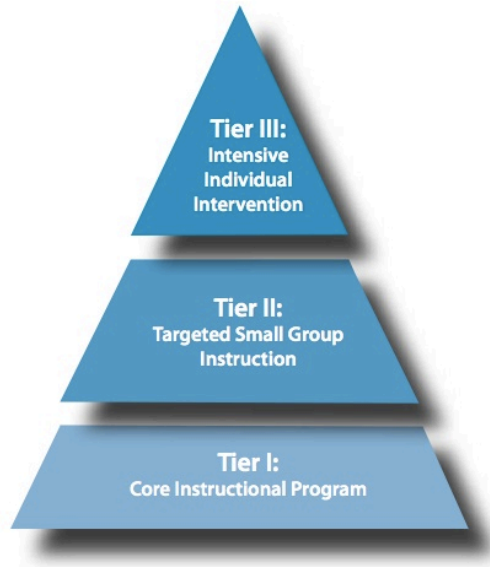 Tier III:
Intensive
Individual
Intervention
Tier II:
Targeted Small Group
Instruction
Tier I:
Core Instructional Program